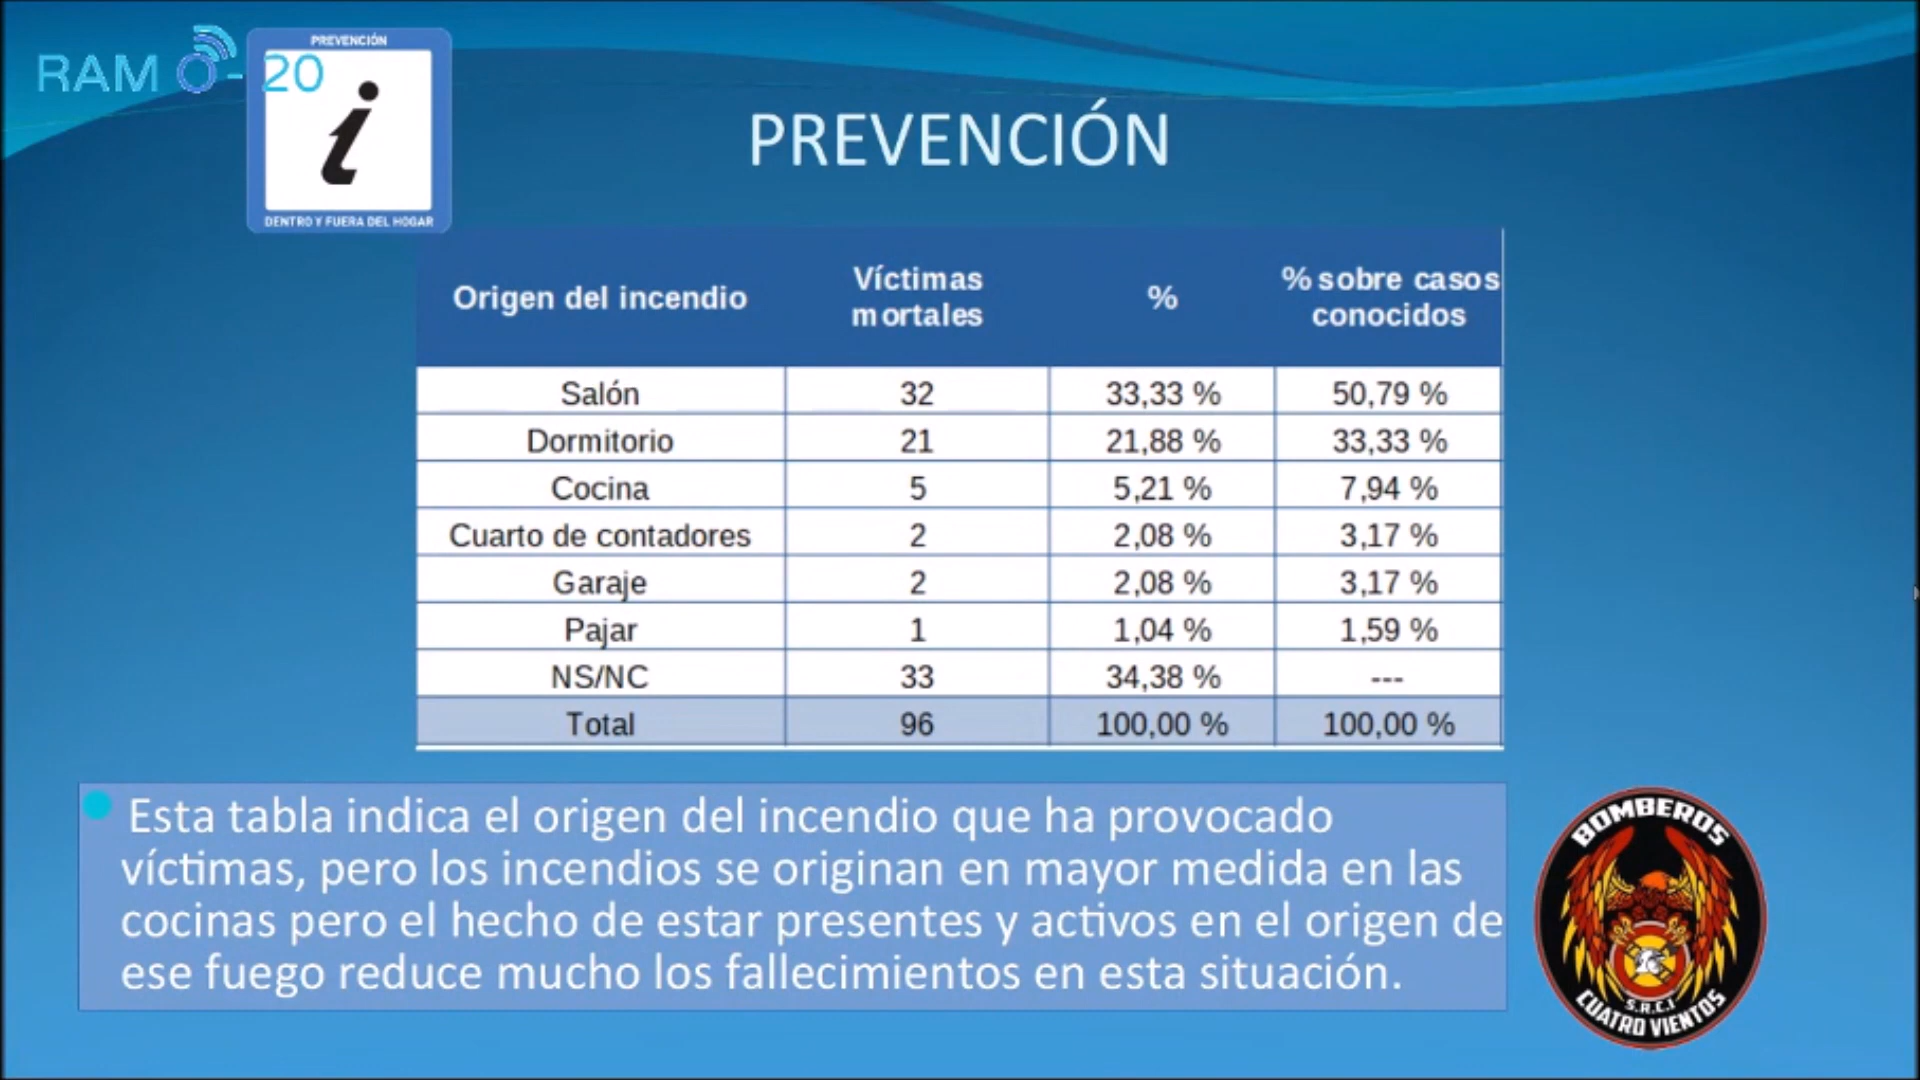 RAM O-20
PREVENCIÓN
i
DENTRO Y FUERA DEL HOGAR
PREVENCIÓN
Origen del incendio Víctimas mortales % % sobre casos conocidos
Salón 32 33,33 % 50,79 %
Dormitorio 21 21,88 % 33,33 %
Cocina 5 5,21 % 7,94 %
Cuarto de contadores 2 2,08 % 3,17 %
Garaje 2 2,08 % 3,17 %
Pajar 1 1,04 % 1,59 %
NS/NC 33 34,38 % ---
Total 96 100,00 % 100,00 %
Esta tabla indica el origen del incendio que ha provocado
víctimas, pero los incendios se originan en mayor medida en las
cocinas pero el hecho de estar presentes y activos en el origen de
ese fuego reduce mucho los fallecimientos en esta situación.
BOMBEROS
S.R.C.I
CUATRO VIENTOS